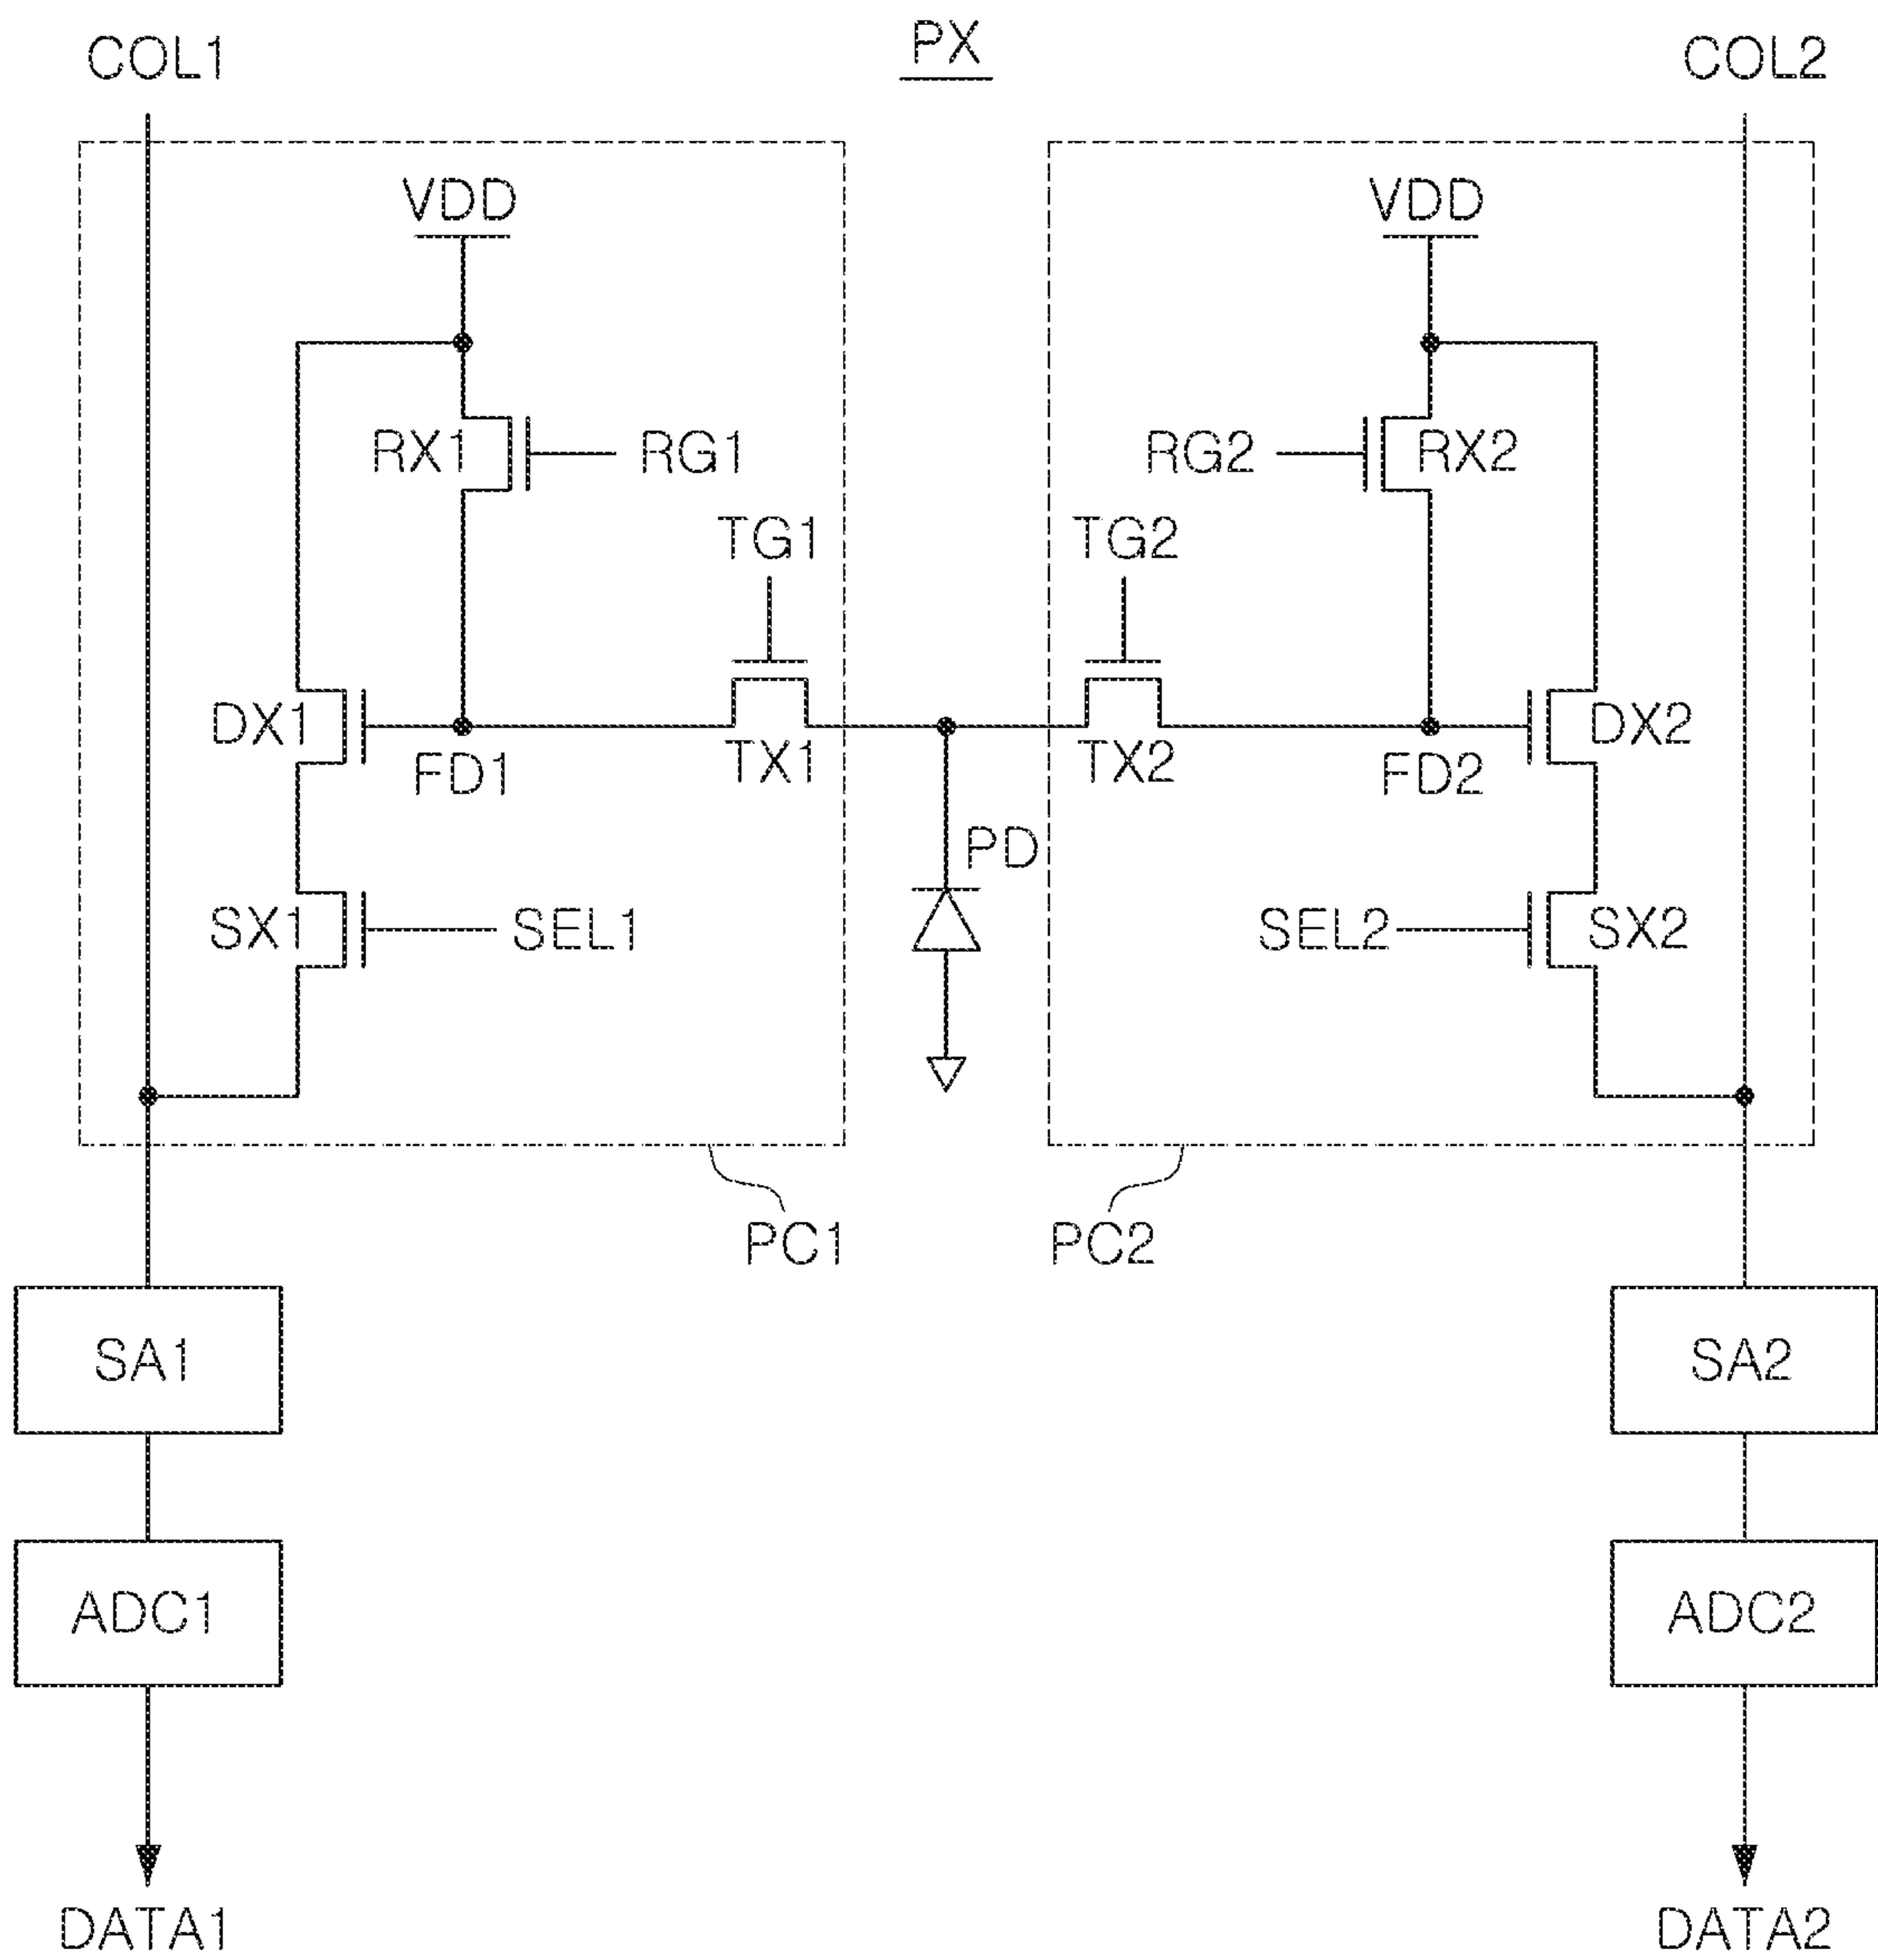 PX
COL1
COL2
VDD
VDD
RX1
RG1
RG2
RX2
TG1
TG2
DX1
FD1
TX1
TX2
FD2
DX2
PD
SX1
SEL1
SEL2
SX2
PC1
PC2
SA1
SA2
ADC1
ADC2
DATA1
DATA2